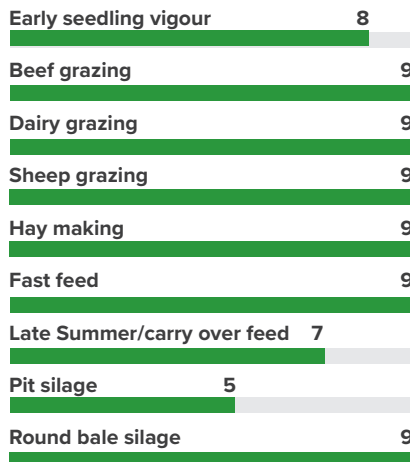 Early seedling vigour 8
Beef grazing 9
Dairy grazing 9
Sheep grazing 9
Hay making 9
Fast feed 9
Late Summer/carry over feed 7
Pit silage 5
Round bale silage 9